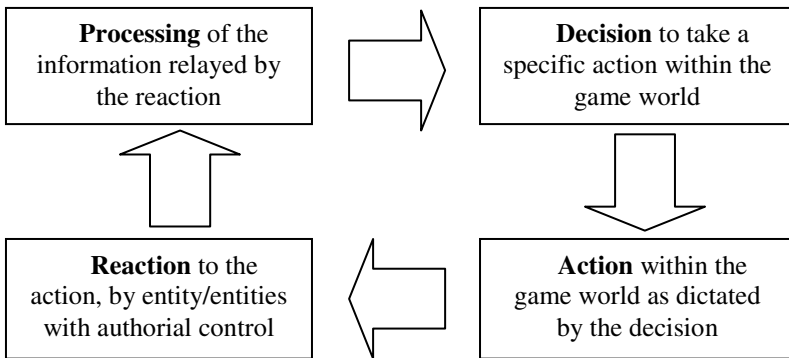 Processing of the
information relayed by
the reaction
Decision to take a
specific action within the
game world
Reaction to the
action, by entity/entities
with authorial control
Action within the
game world as dictated
by the decision